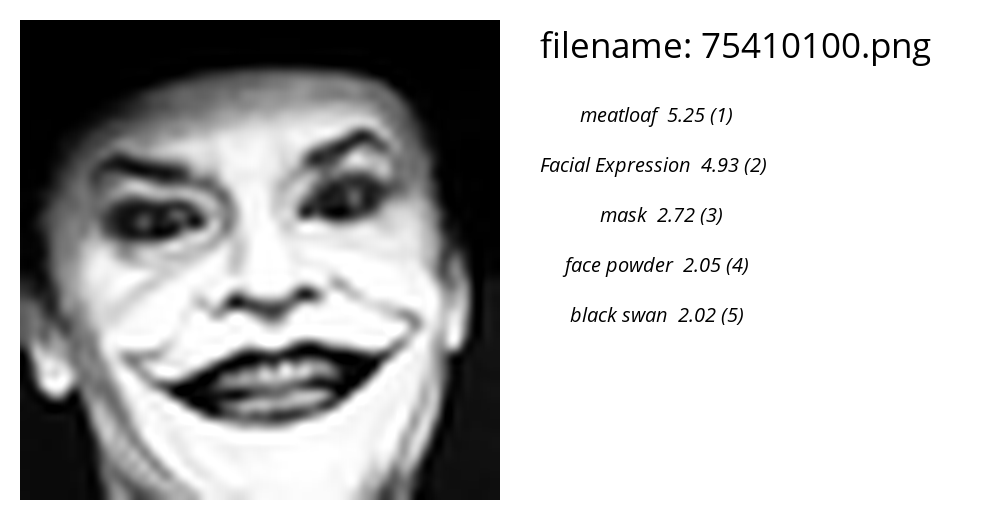 filename: 75410100.png
meatloaf 5.25 (1)
Facial Expression 4.93 (2)
mask 2.72 (3)
face powder 2.05 (4)
black swan 2.02 (5)